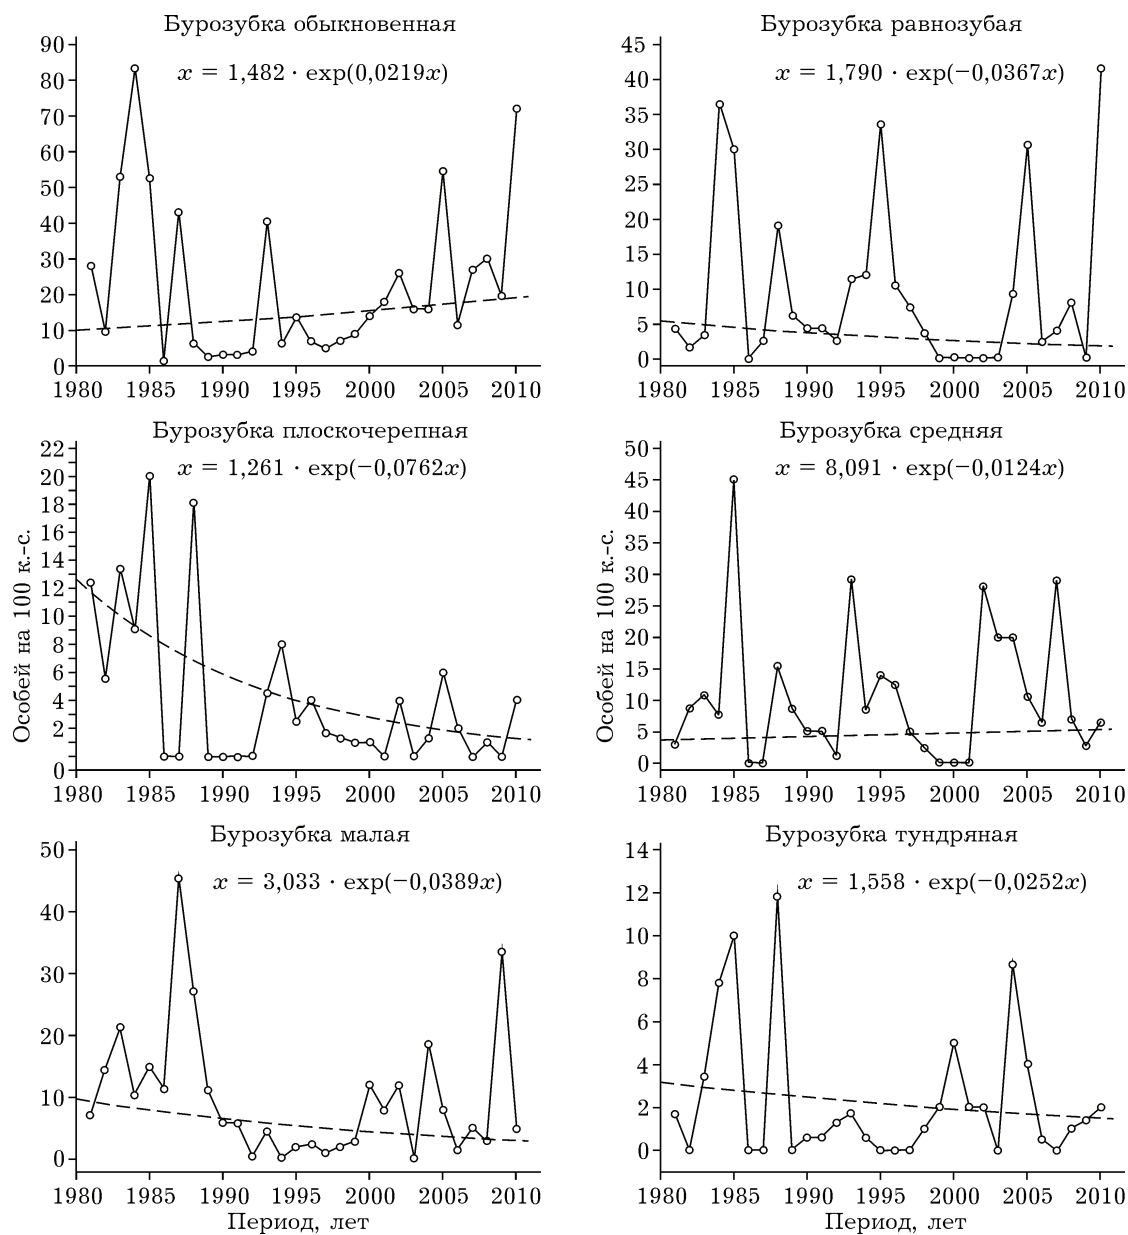 Бурозубка обыкновенная
x = 1,482 · exp(0,0219x)
90
80
70
60
50
40
30
20
10
0
1980 1985 1990 1995 2000 2005 2010
Бурозубка равнозубая
x = 1,790 · exp(−0,0367x)
45
40
35
30
25
20
15
10
5
0
1980 1985 1990 1995 2000 2005 2010
Бурозубка плоскочерепная
x = 1,261 · exp(−0,0762x)
Особей на 100 к.-с.
22
20
18
16
14
12
10
8
6
4
2
0
1980 1985 1990 1995 2000 2005 2010
Бурозубка средняя
x = 8,091 · exp(−0,0124x)
Особей на 100 к.-с.
50
45
40
35
30
25
20
15
10
5
0
1980 1985 1990 1995 2000 2005 2010
Бурозубка малая
x = 3,033 · exp(−0,0389x)
50
40
30
20
10
0
1980 1985 1990 1995 2000 2005 2010
Период, лет
Бурозубка тундряная
x = 1,558 · exp(−0,0252x)
14
12
10
8
6
4
2
0
1980 1985 1990 1995 2000 2005 2010
Период, лет